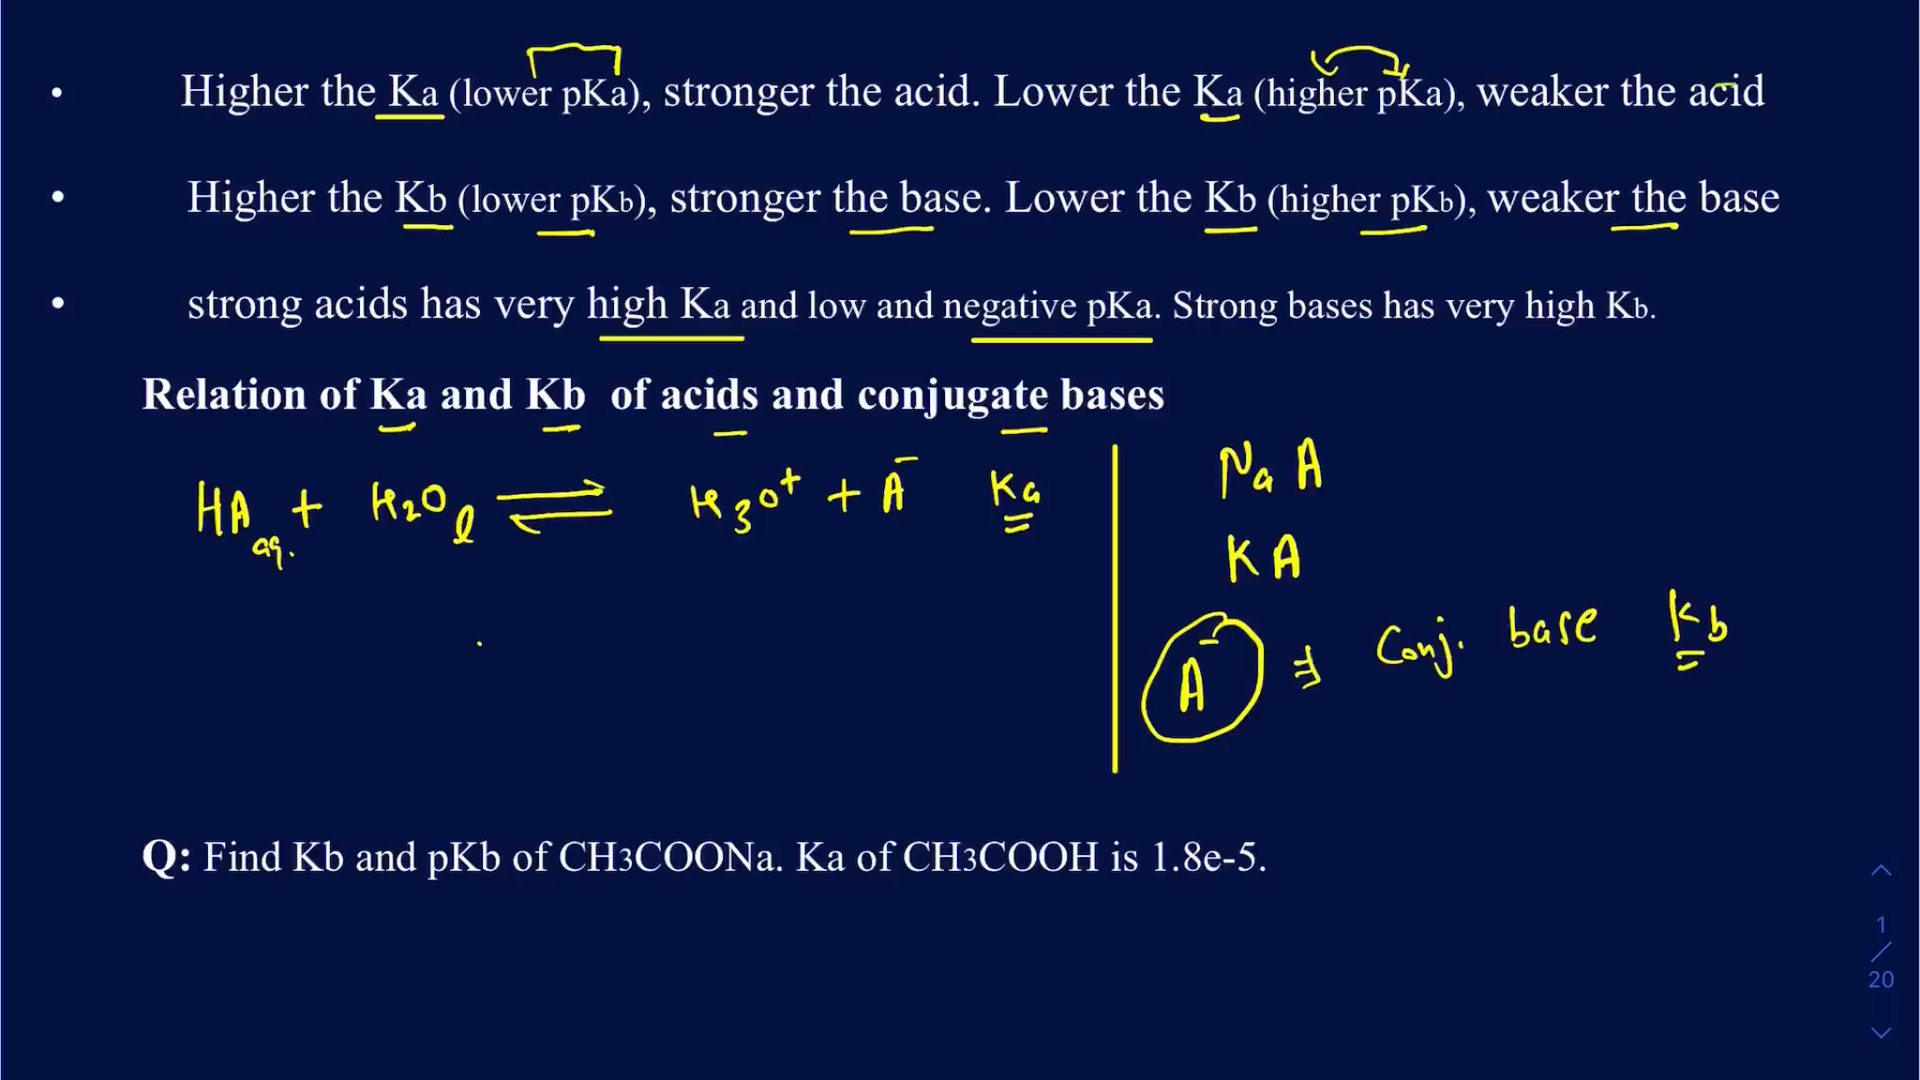 • Higher the Ka (lower pKa), stronger the acid. Lower the Ka (higher pKa), weaker the acid
• Higher the Kb (lower pKb), stronger the base. Lower the Kb (higher pKb), weaker the base
• strong acids has very high Ka and low and negative pKa. Strong bases has very high Kb.
Relation of Ka and Kb of acids and conjugate bases
HA aq. + H2O l ⇌ H3O+ + A- Ka
NaA
KA
A- ⇒ Conj. base Kb
Q: Find Kb and pKb of CH3COONa. Ka of CH3COOH is 1.8e-5.
1
/
20